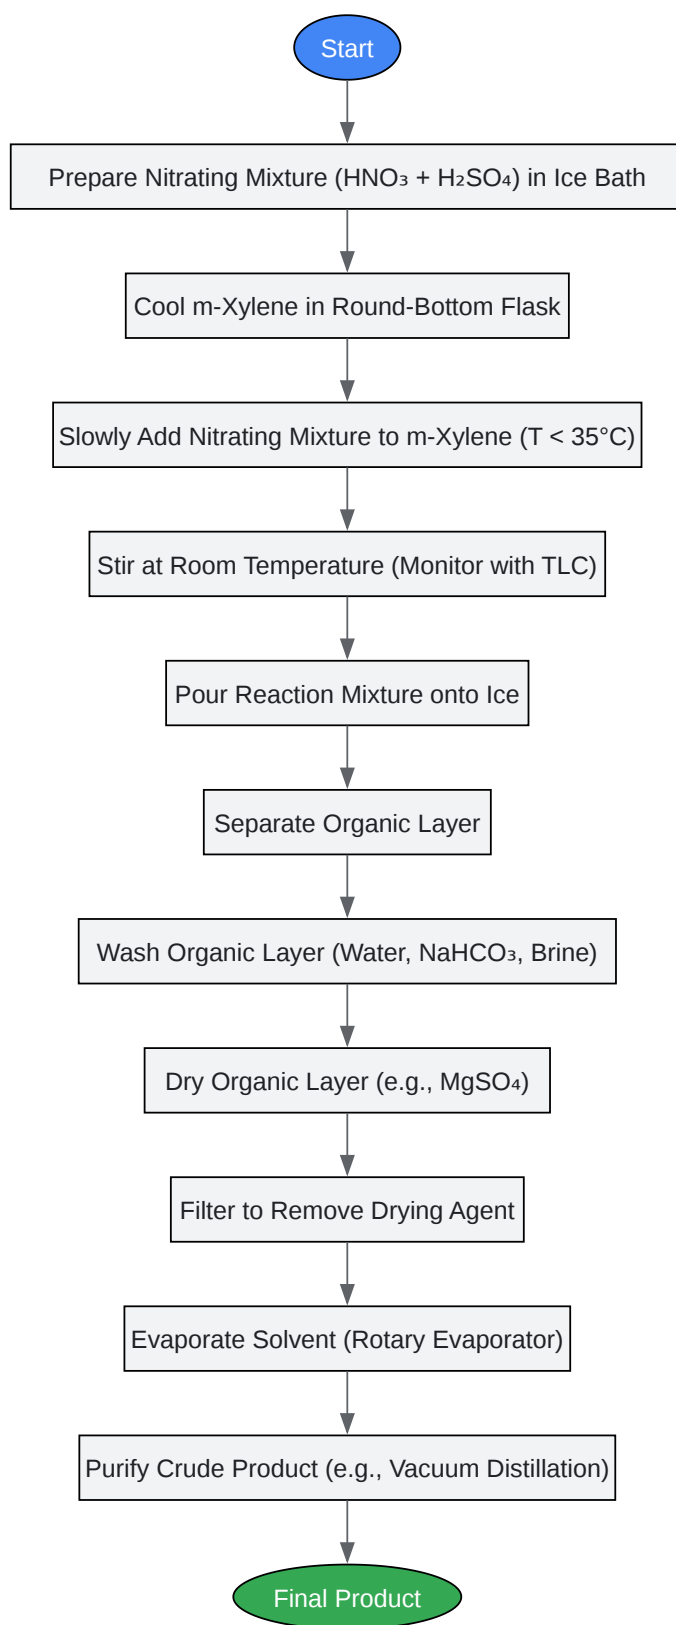 Start
Prepare Nitrating Mixture (HNO₃ + H₂SO₄) in Ice Bath
Cool m-Xylene in Round-Bottom Flask
Slowly Add Nitrating Mixture to m-Xylene (T < 35°C)
Stir at Room Temperature (Monitor with TLC)
Pour Reaction Mixture onto Ice
Separate Organic Layer
Wash Organic Layer (Water, NaHCO₃, Brine)
Dry Organic Layer (e.g., MgSO₄)
Filter to Remove Drying Agent
Evaporate Solvent (Rotary Evaporator)
Purify Crude Product (e.g., Vacuum Distillation)
Final Product